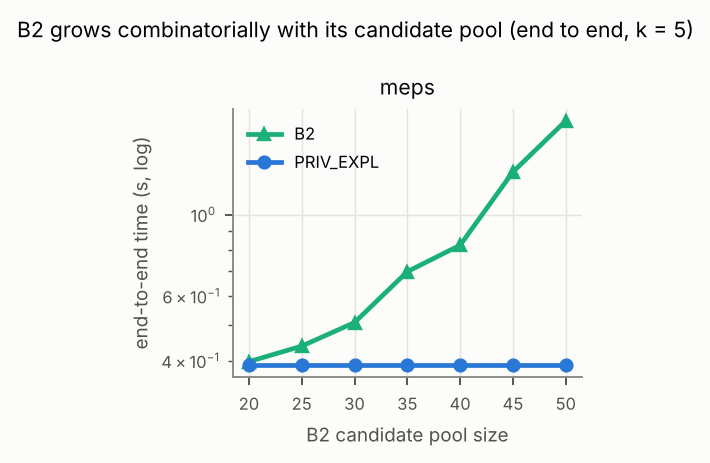 B2 grows combinatorially with its candidate pool (end to end, k = 5)
meps
B2
PRIV_EXPL
end-to-end time (s, log)
10⁰
6 × 10⁻¹
4 × 10⁻¹
20 25 30 35 40 45 50
B2 candidate pool size